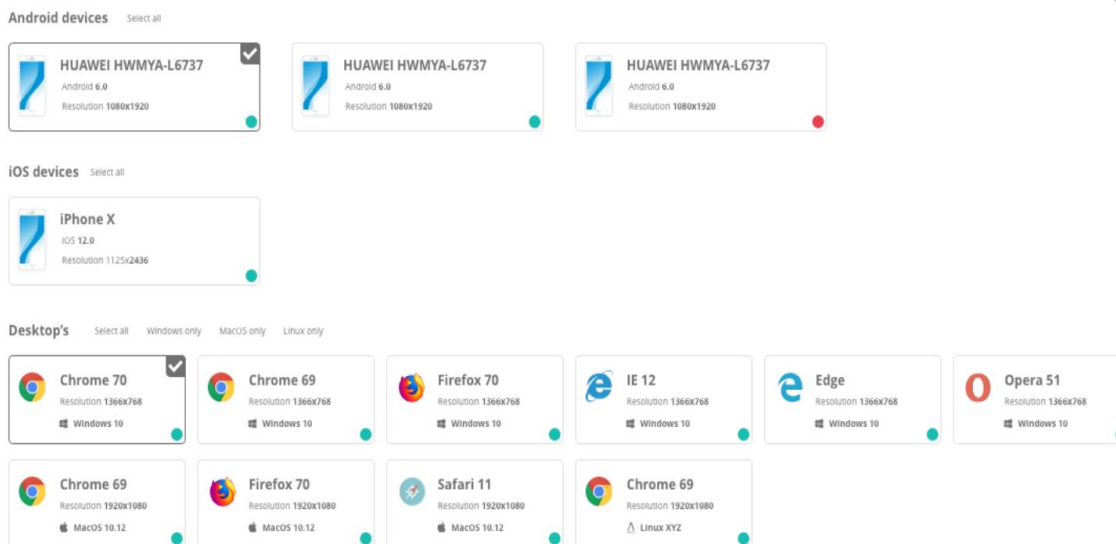 Android devices Select all
HUAWEI HWMYA-L6737
Android 6.0
Resolution 1080x1920
HUAWEI HWMYA-L6737
Android 6.0
Resolution 1080x1920
HUAWEI HWMYA-L6737
Android 6.0
Resolution 1080x1920
iOS devices Select all
iPhone X
IOS 12.0
Resolution 1125x2436
Desktop's Select all Windows only MacOS only Linux only
Chrome 70
Resolution 1366x768
Windows 10
Chrome 69
Resolution 1366x768
Windows 10
Firefox 70
Resolution 1366x768
Windows 10
IE 12
Resolution 1366x768
Windows 10
Edge
Resolution 1366x768
Windows 10
Opera 51
Resolution 1366x768
Windows 10
Chrome 69
Resolution 1920x1080
MacOS 10.12
Firefox 70
Resolution 1920x1080
MacOS 10.12
Safari 11
Resolution 1920x1080
MacOS 10.12
Chrome 69
Resolution 1920x1080
Linux XYZ